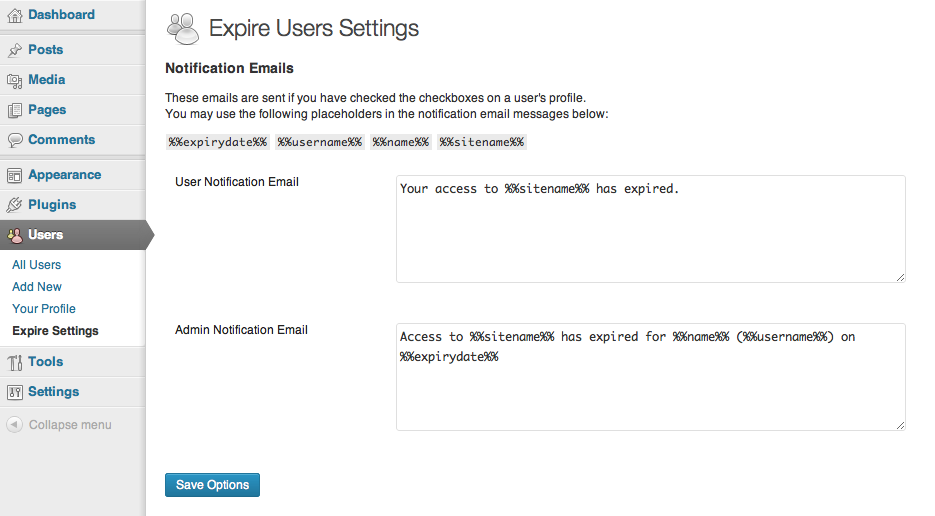 Dashboard
Posts
Media
Pages
Comments
Appearance
Plugins
Users
All Users
Add New
Your Profile
Expire Settings
Tools
Settings
Collapse menu
Expire Users Settings
Notification Emails
These emails are sent if you have checked the checkboxes on a user's profile.
You may use the following placeholders in the notification email messages below:
%%expirydate%% %%username%% %%name%% %%sitename%%
User Notification Email
Your access to %%sitename%% has expired.
Admin Notification Email
Access to %%sitename%% has expired for %%name%% (%%username%%) on
%%expirydate%%
Save Options